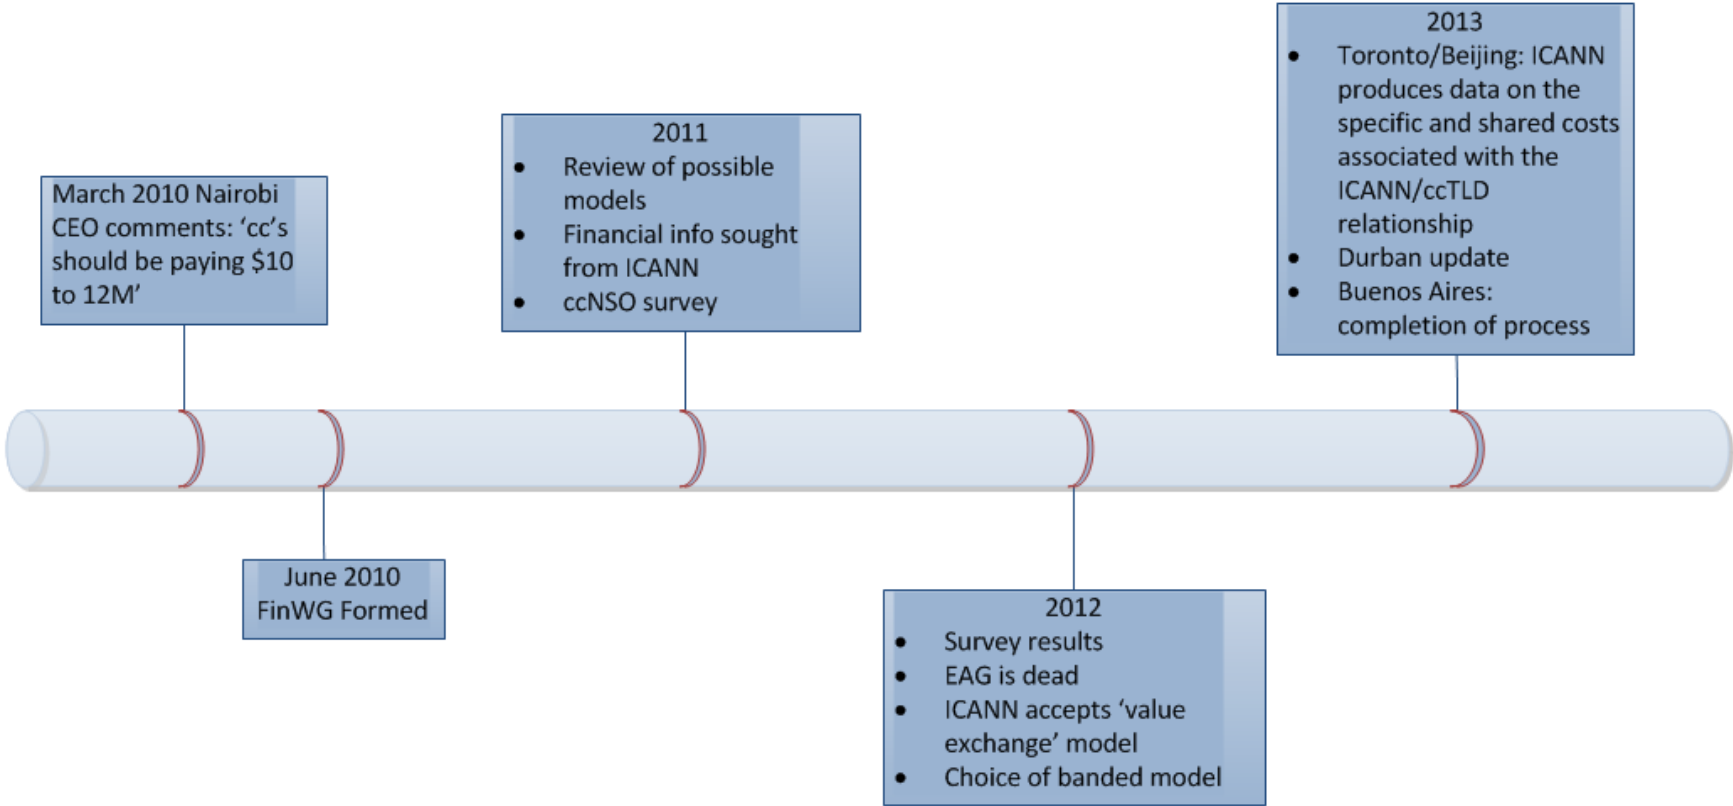 March 2010 Nairobi
CEO comments: ‘cc’s
should be paying $10
to 12M’
June 2010
FinWG Formed
2011
• Review of possible
models
• Financial info sought
from ICANN
• ccNSO survey
2012
• Survey results
• EAG is dead
• ICANN accepts ‘value
exchange’ model
• Choice of banded model
2013
• Toronto/Beijing: ICANN
produces data on the
specific and shared costs
associated with the
ICANN/ccTLD
relationship
• Durban update
• Buenos Aires:
completion of process